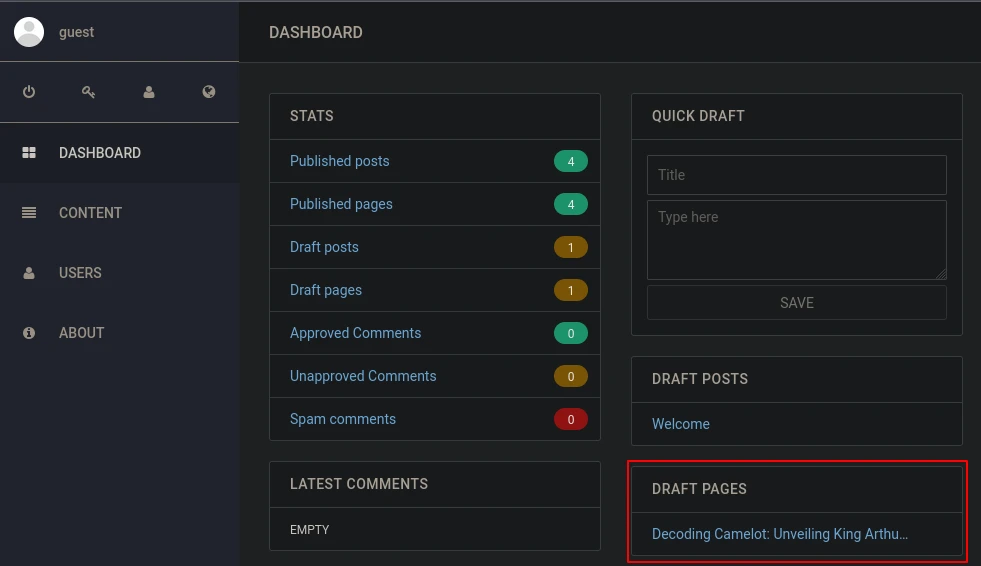 guest
DASHBOARD
CONTENT
USERS
ABOUT
DASHBOARD
STATS
Published posts 4
Published pages 4
Draft posts 1
Draft pages 1
Approved Comments 0
Unapproved Comments 0
Spam comments 0
LATEST COMMENTS
EMPTY
QUICK DRAFT
Title
Type here
SAVE
DRAFT POSTS
Welcome
DRAFT PAGES
Decoding Camelot: Unveiling King Arthu...